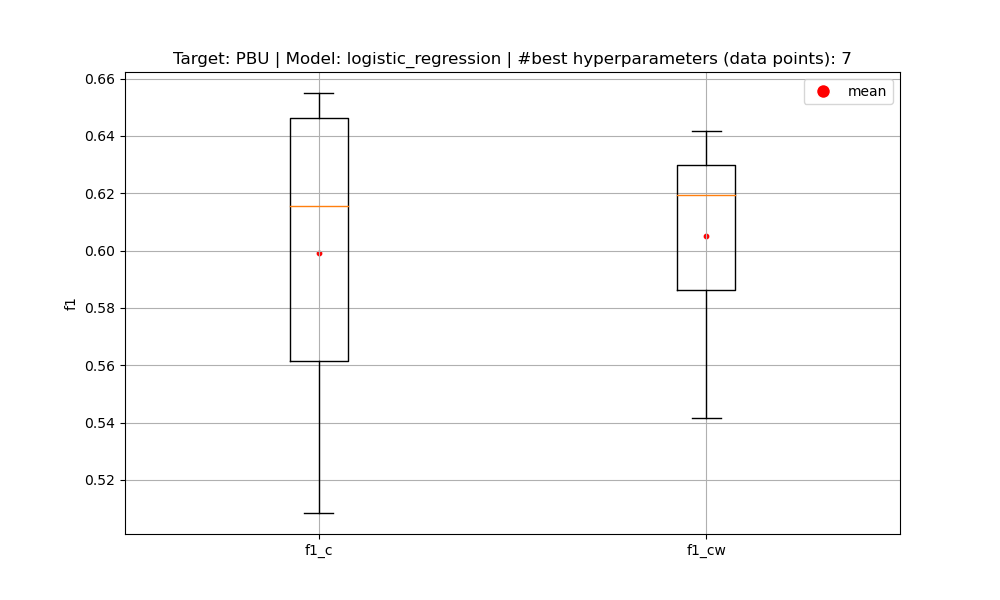 Target: PBU | Model: logistic_regression | #best hyperparameters (data points): 7
mean
0.66
0.64
0.62
0.60
0.58
0.56
0.54
0.52
f1
f1_c
f1_cw